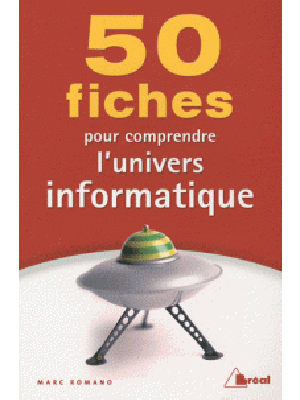 50
fiches
pour comprendre
l'univers
informatique
MARC ROMANO
Bréal